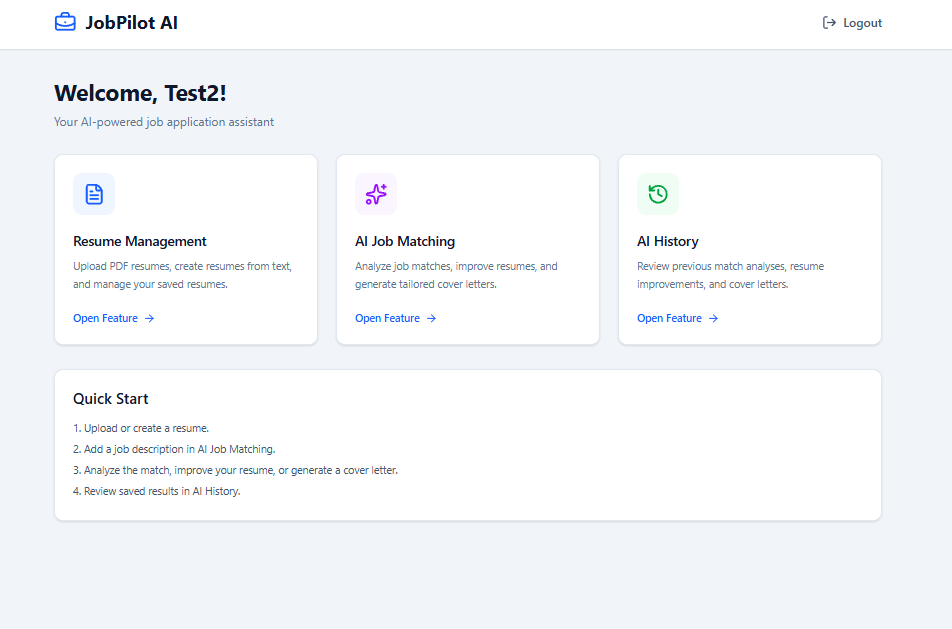 JobPilot AI
Logout
Welcome, Test2!
Your AI-powered job application assistant
Resume Management
Upload PDF resumes, create resumes from text,
and manage your saved resumes.
Open Feature →
AI Job Matching
Analyze job matches, improve resumes, and
generate tailored cover letters.
Open Feature →
AI History
Review previous match analyses, resume
improvements, and cover letters.
Open Feature →
Quick Start
1. Upload or create a resume.
2. Add a job description in AI Job Matching.
3. Analyze the match, improve your resume, or generate a cover letter.
4. Review saved results in AI History.